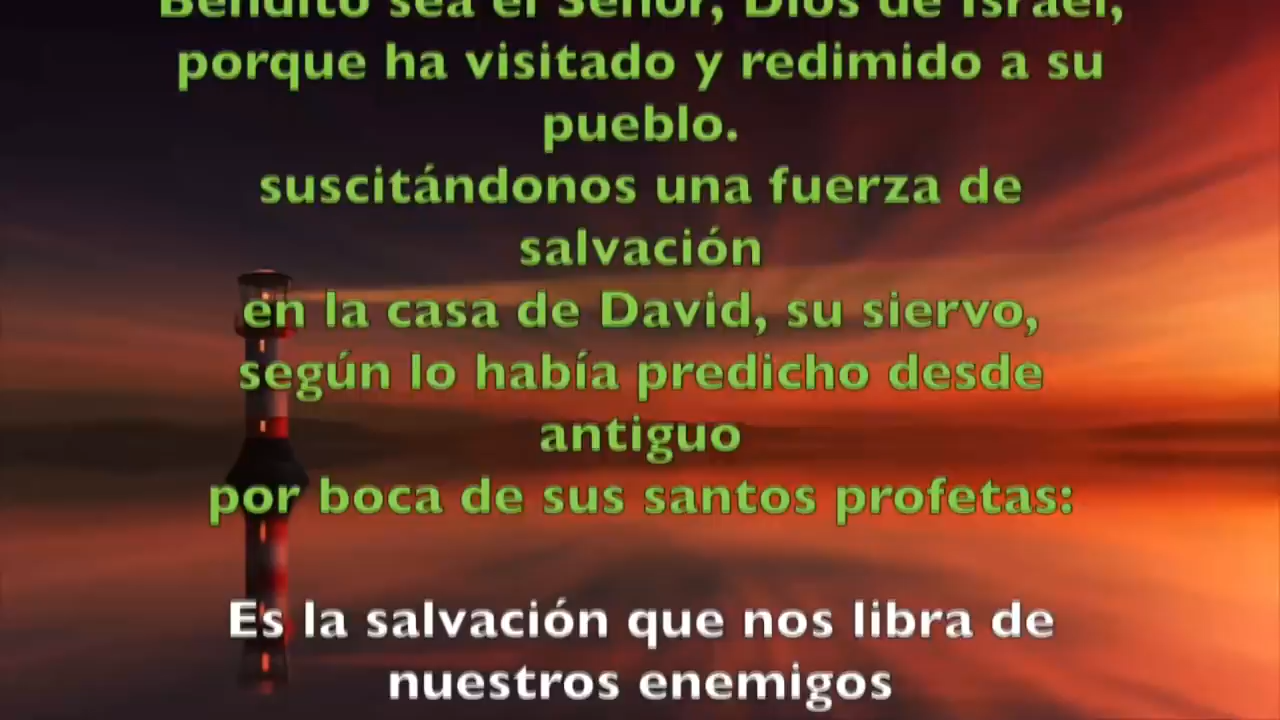 Bendito sea el Señor, Dios de Israel,
porque ha visitado y redimido a su
pueblo.
suscitándonos una fuerza de
salvación
en la casa de David, su siervo,
según lo había predicho desde
antiguo
por boca de sus santos profetas:
Es la salvación que nos libra de
nuestros enemigos